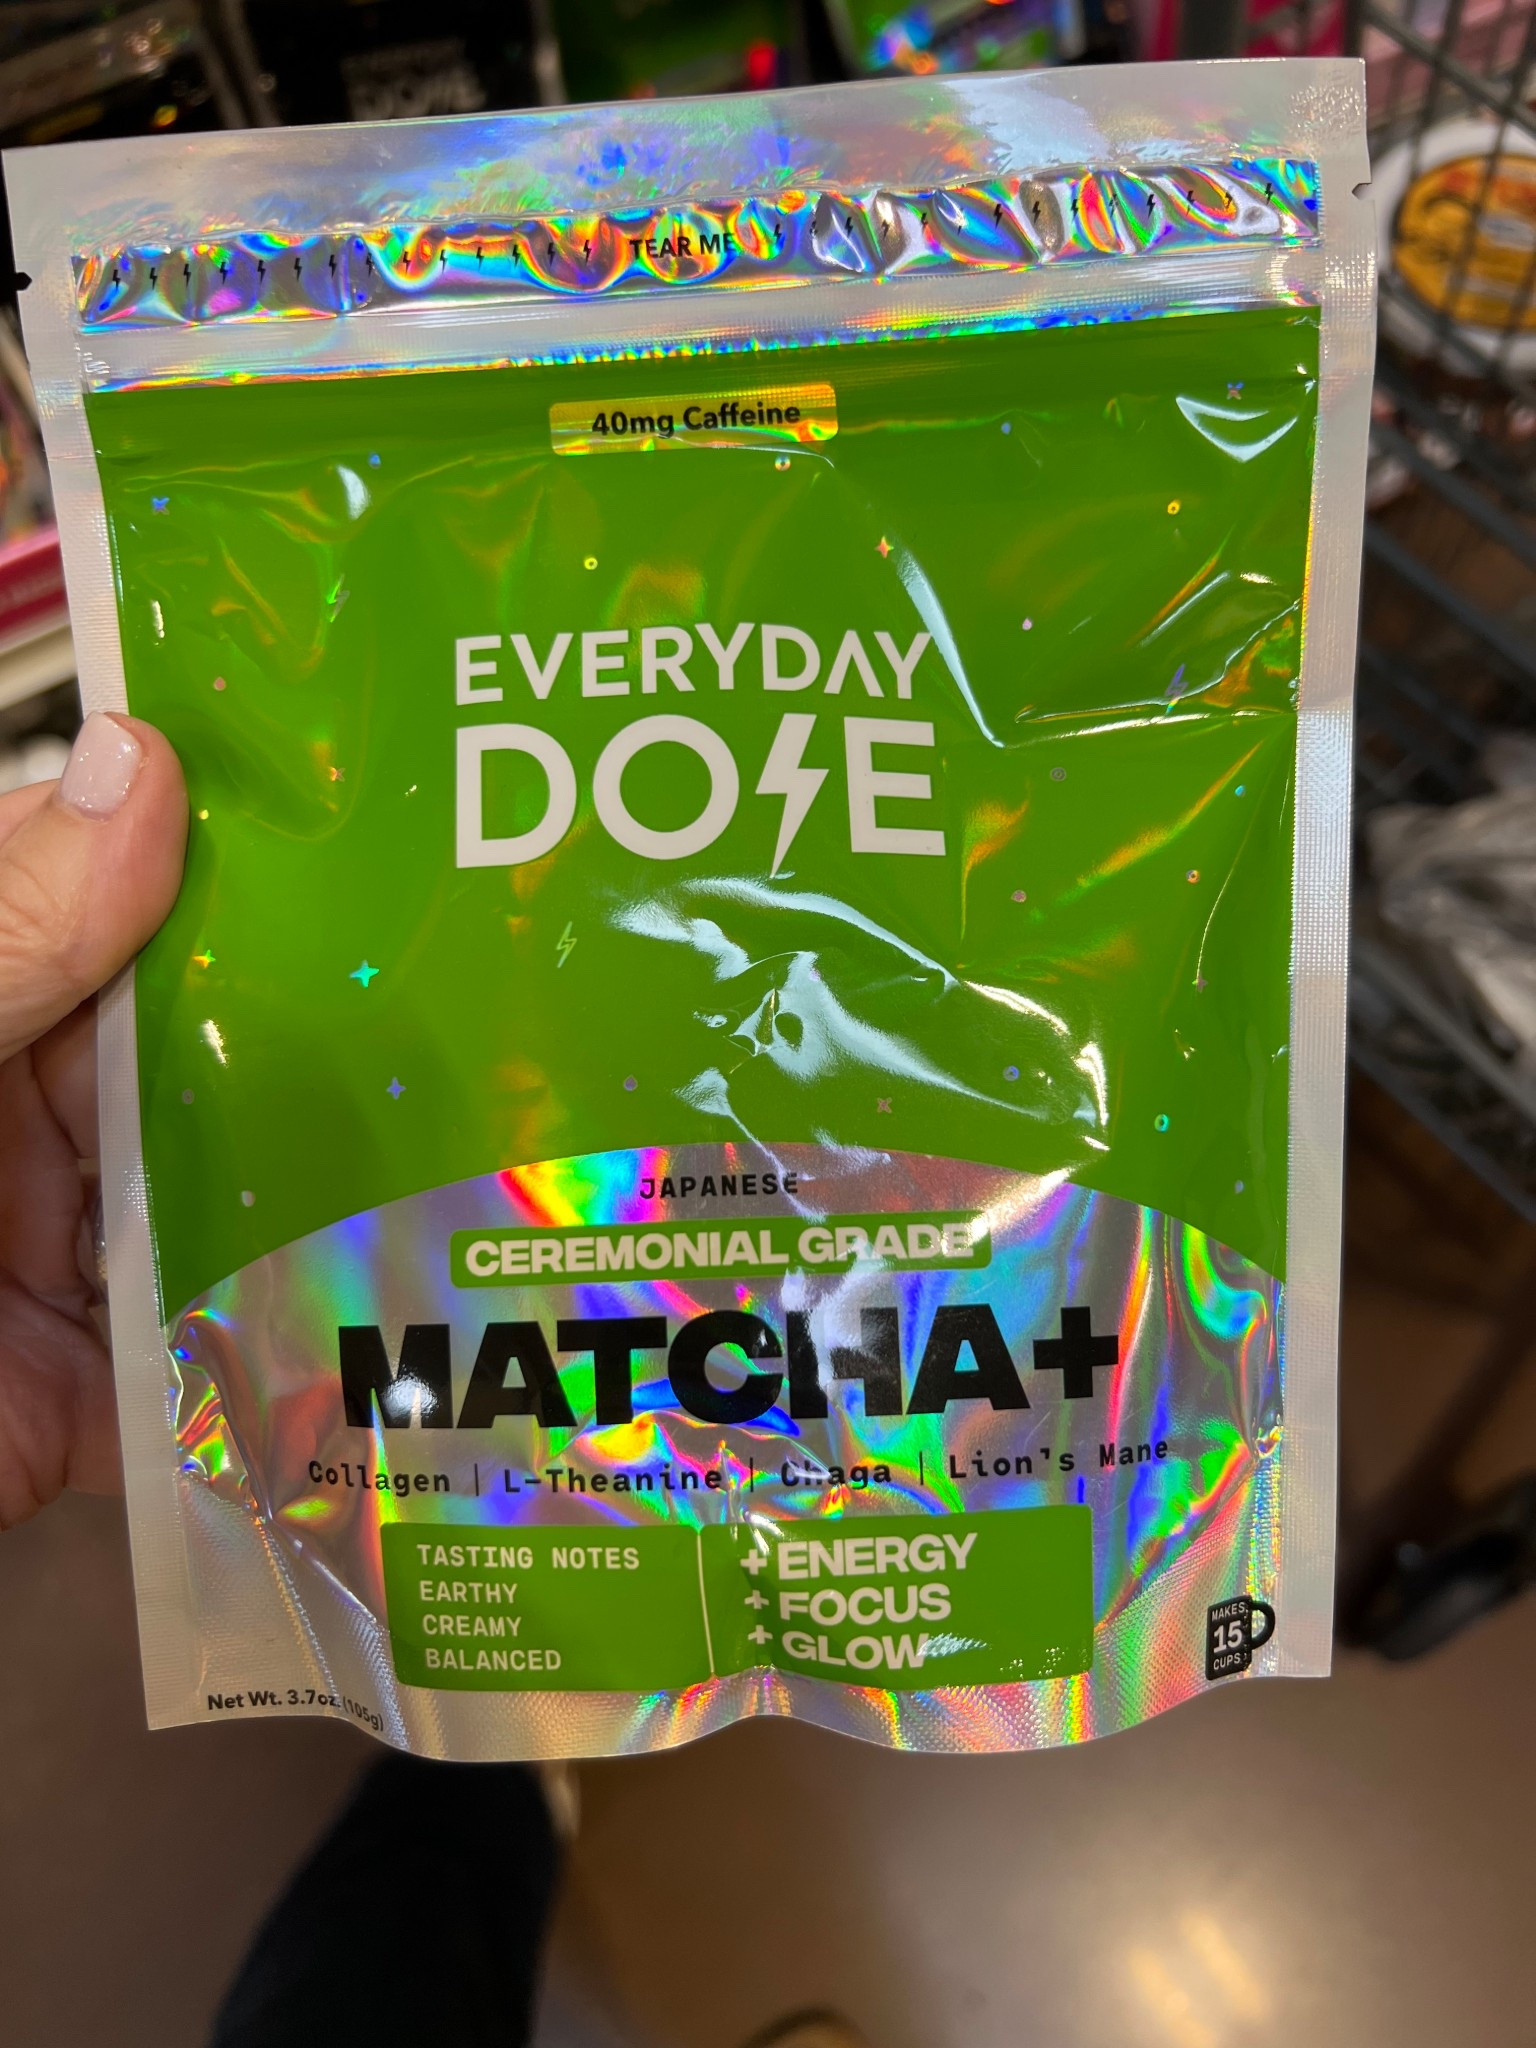 TEAR ME
40mg Caffeine
EVERYDAY
DOSE
JAPANESE
CEREMONIAL GRADE
MATCHA+
Collagen | L-Theanine | Chaga | Lion's Mane
TASTING NOTES
EARTHY
CREAMY
BALANCED
+ ENERGY
+ FOCUS
+ GLOW
MAKES
15
CUPS
Net Wt. 3.7oz (105g)